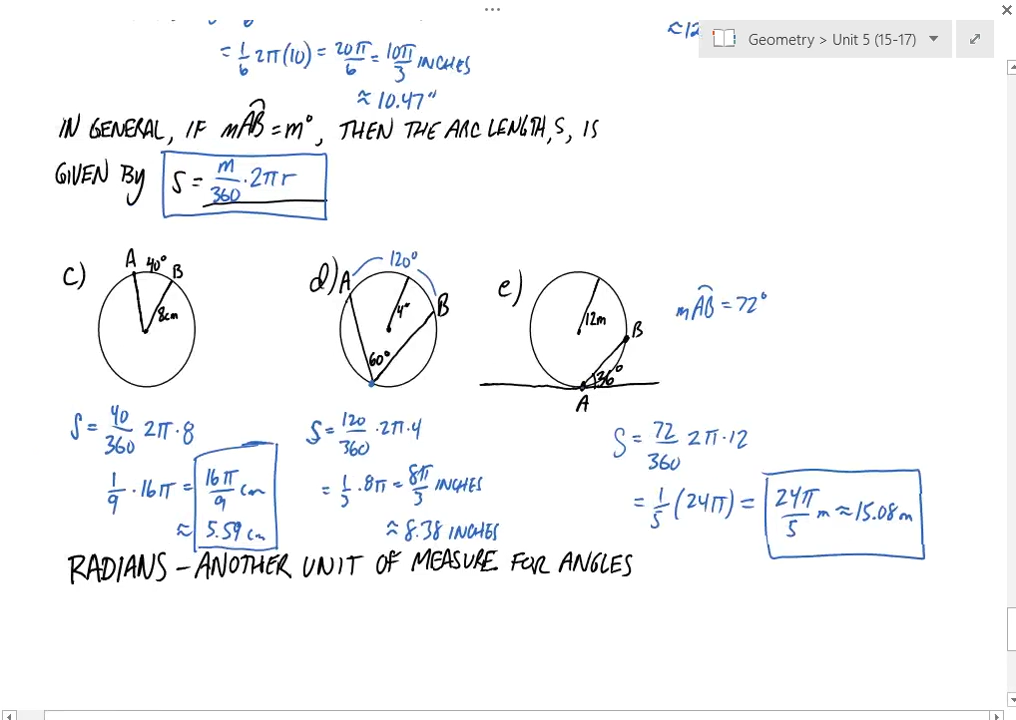 ≈12
Geometry > Unit 5 (15-17)
= 1/6 2π(10) = 20π/6 = 10π/3 INCHES
≈ 10.47"
IN GENERAL, IF mAB = m°, THEN THE ARC LENGTH, S, IS
GIVEN BY S = m/360 · 2πr
c) A 40° B 8cm
d) A 120° B 4" 60°
e) 12m B 36° A mAB = 72°
S = 40/360 2π·8
1/9 · 16π = 16π/9 cm
≈ 5.59 cm
S = 120/360 · 2π·4
= 1/3 · 8π = 8π/3 INCHES
≈ 8.38 INCHES
S = 72/360 2π·12
= 1/5 (24π) = 24π/5 m ≈ 15.08m
RADIANS – ANOTHER UNIT OF MEASURE FOR ANGLES